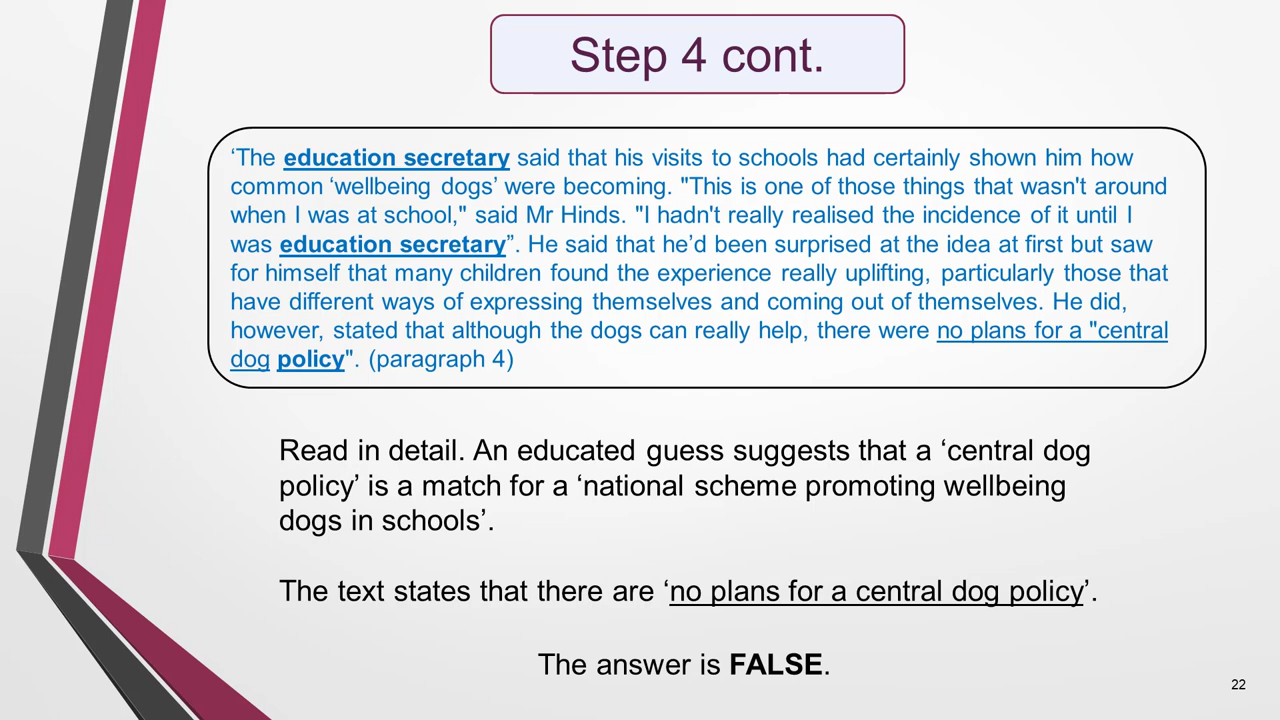 Step 4 cont.
‘The education secretary said that his visits to schools had certainly shown him how
common ‘wellbeing dogs’ were becoming. "This is one of those things that wasn't around
when I was at school," said Mr Hinds. "I hadn't really realised the incidence of it until I
was education secretary”. He said that he’d been surprised at the idea at first but saw
for himself that many children found the experience really uplifting, particularly those that
have different ways of expressing themselves and coming out of themselves. He did,
however, stated that although the dogs can really help, there were no plans for a "central
dog policy". (paragraph 4)
Read in detail. An educated guess suggests that a ‘central dog
policy’ is a match for a ‘national scheme promoting wellbeing
dogs in schools’.
The text states that there are ‘no plans for a central dog policy’.
The answer is FALSE.
22